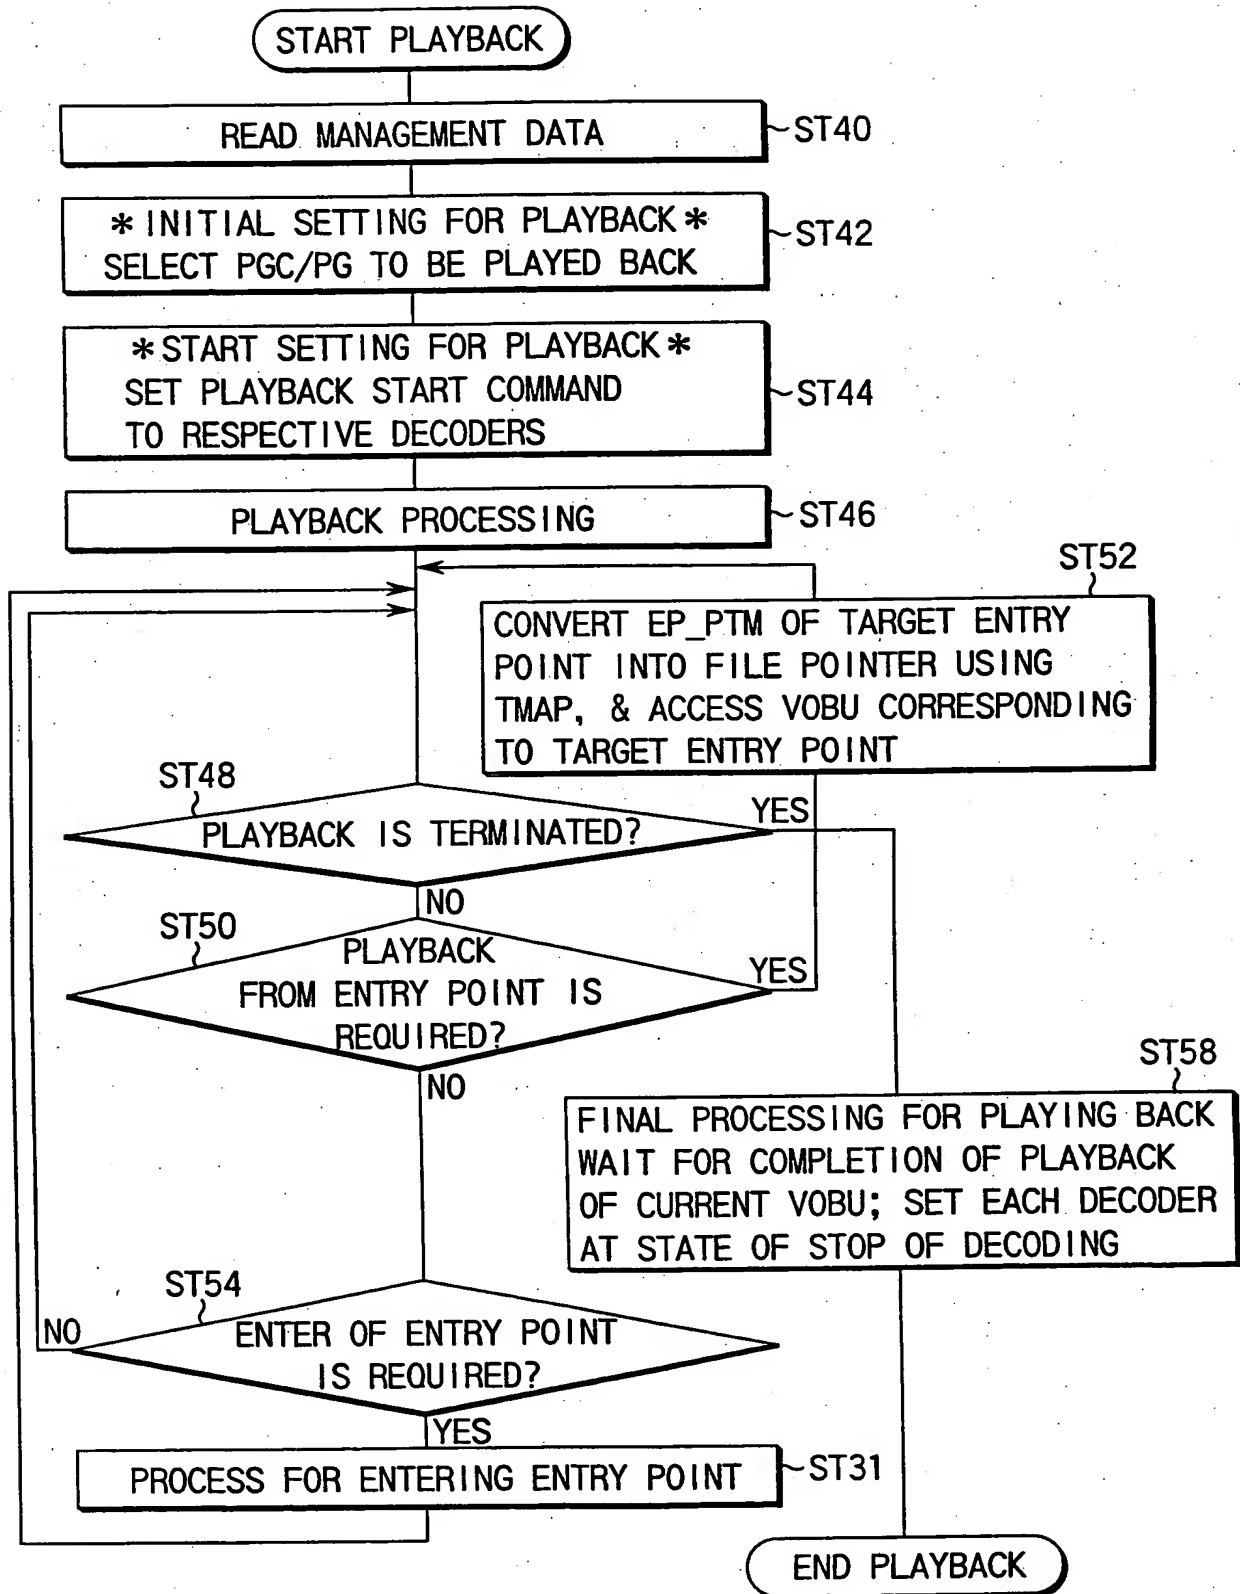 START PLAYBACK
READ MANAGEMENT DATA
ST40
* INITIAL SETTING FOR PLAYBACK *
SELECT PGC/PG TO BE PLAYED BACK
ST42
* START SETTING FOR PLAYBACK *
SET PLAYBACK START COMMAND
TO RESPECTIVE DECODERS
ST44
PLAYBACK PROCESSING
ST46
ST52
CONVERT EP_PTM OF TARGET ENTRY
POINT INTO FILE POINTER USING
TMAP, & ACCESS VOBU CORRESPONDING
TO TARGET ENTRY POINT
ST48
PLAYBACK IS TERMINATED?
YES
NO
ST50
PLAYBACK
FROM ENTRY POINT IS
REQUIRED?
YES
NO
ST58
FINAL PROCESSING FOR PLAYING BACK
WAIT FOR COMPLETION OF PLAYBACK
OF CURRENT VOBU; SET EACH DECODER
AT STATE OF STOP OF DECODING
ST54
ENTER OF ENTRY POINT
IS REQUIRED?
NO
YES
PROCESS FOR ENTERING ENTRY POINT
ST31
END PLAYBACK